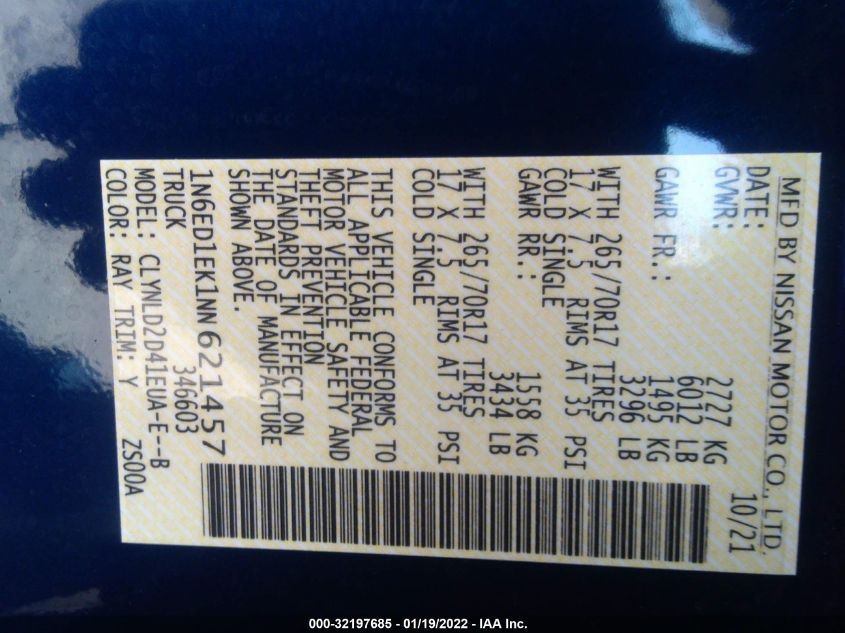 MFD BY NISSAN MOTOR CO., LTD.
DATE: 10/21
GVWR: 2727 KG
6012 LB
GAWR FR.: 1495 KG
3296 LB
WITH 265/70R17 TIRES
17 X 7.5 RIMS AT 35 PSI
COLD SINGLE
GAWR RR.: 1558 KG
3434 LB
WITH 265/70R17 TIRES
17 X 7.5 RIMS AT 35 PSI
COLD SINGLE
THIS VEHICLE CONFORMS TO
ALL APPLICABLE FEDERAL
MOTOR VEHICLE SAFETY AND
THEFT PREVENTION
STANDARDS IN EFFECT ON
THE DATE OF MANUFACTURE
SHOWN ABOVE.
1N6ED1EK1NN621457
TRUCK 346603
MODEL: CLYNLD2D41EUA-E--B
COLOR: RAY TRIM: Y ZS00A
000-32197685 - 01/19/2022 - IAA Inc.